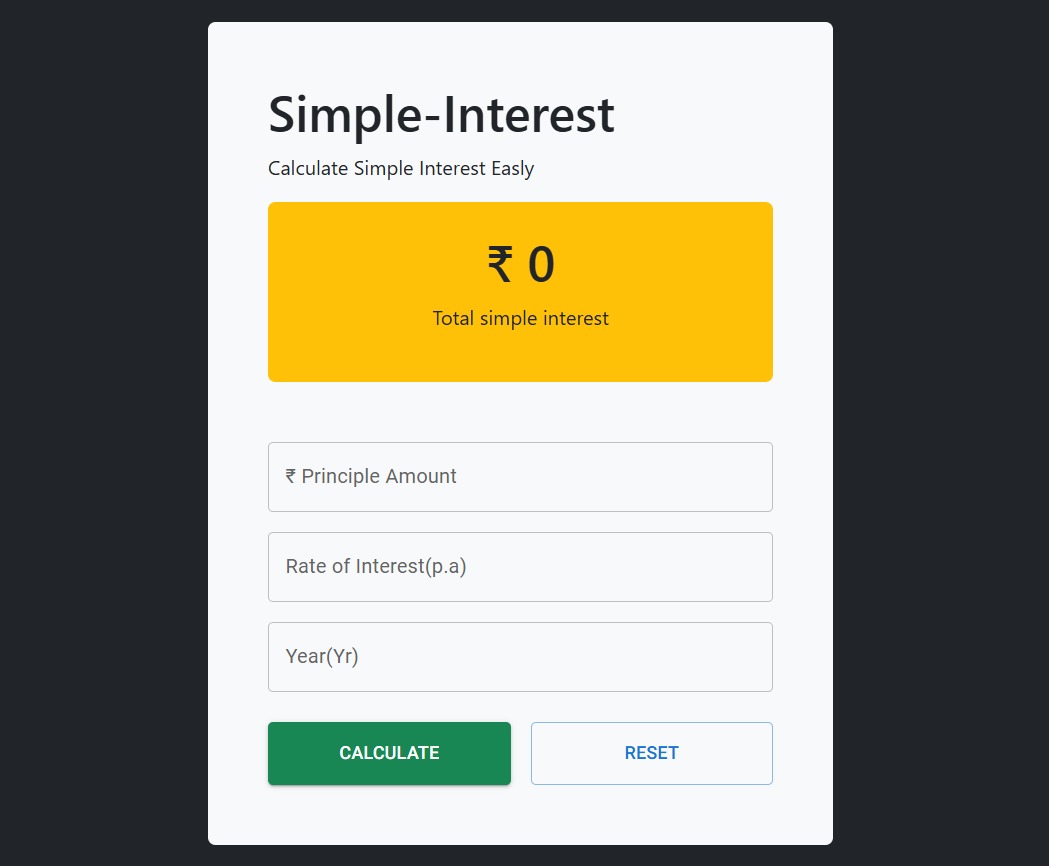 Simple-Interest
Calculate Simple Interest Easly
₹ 0
Total simple interest
₹ Principle Amount
Rate of Interest(p.a)
Year(Yr)
CALCULATE
RESET